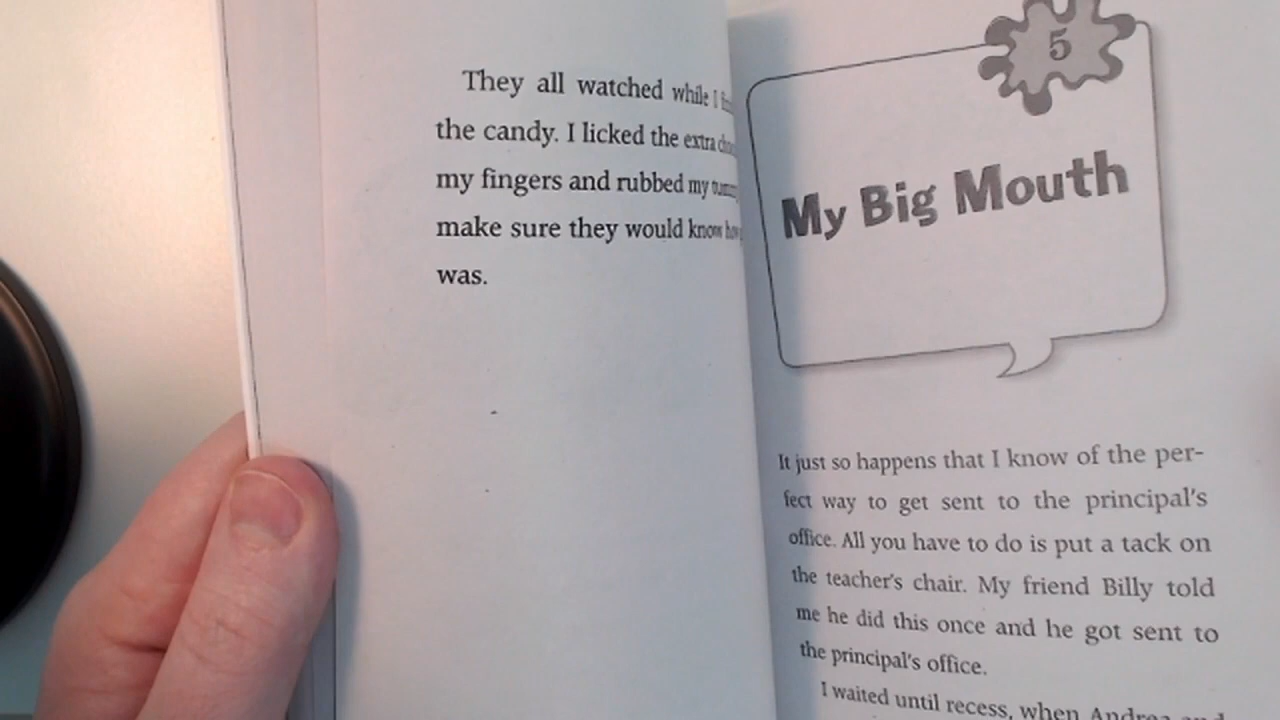 They all watched while I
the candy. I licked the extra
my fingers and rubbed my
make sure they would know
was.
5
My Big Mouth
It just so happens that I know of the per-
fect way to get sent to the principal's
office. All you have to do is put a tack on
the teacher's chair. My friend Billy told
me he did this once and he got sent to
the principal's office.
I waited until recess, when Andrea and